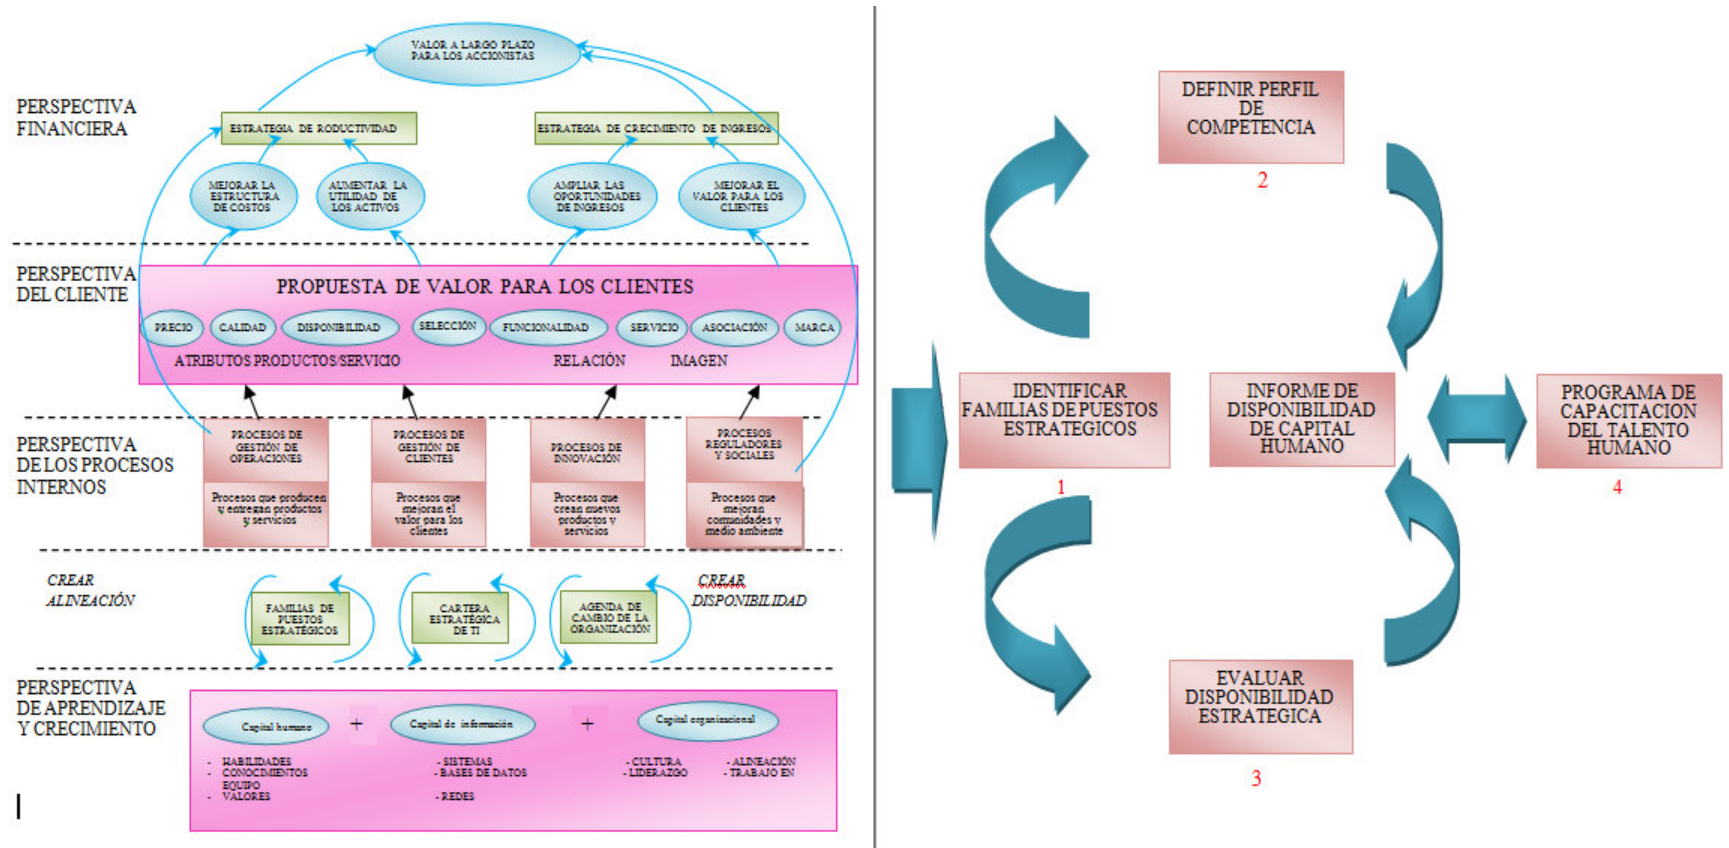 VALOR A LARGO PLAZO
PARA LOS ACCIONISTAS
PERSPECTIVA
FINANCIERA
ESTRATEGIA DE RODUCTIVIDAD
ESTRATEGIA DE CRECIMIENTO DE INGRESOS
MEJORAR LA
ESTRUCTURA
DE COSTOS
AUMENTAR LA
UTILIDAD DE
LOS ACTIVOS
AMPLIAR LAS
OPORTUNIDADES
DE INGRESOS
MEJORAR EL
VALOR PARA LOS
CLIENTES
PERSPECTIVA
DEL CLIENTE
PROPUESTA DE VALOR PARA LOS CLIENTES
PRECIO
CALIDAD
DISPONIBILIDAD
SELECCIÓN
FUNCIONALIDAD
SERVICIO
ASOCIACIÓN
MARCA
ATRIBUTOS PRODUCTOS/SERVICIO
RELACIÓN
IMAGEN
PERSPECTIVA
DE LOS PROCESOS
INTERNOS
PROCESOS DE
GESTIÓN DE
OPERACIONES
Procesos que producen
y entregan productos
y servicios
PROCESOS DE
GESTIÓN DE
CLIENTES
Procesos que
mejoran el
valor para los
clientes
PROCESOS DE
INNOVACIÓN
Procesos que
crean nuevos
productos y
servicios
PROCESOS
REGULADORES
Y SOCIALES
Procesos que
mejoran
comunidades y
medio ambiente
CREAR
ALINEACIÓN
FAMILIAS DE
PUESTOS
ESTRATÉGICOS
CARTERA
ESTRATÉGICA
DE TI
AGENDA DE
CAMBIO DE LA
ORGANIZACIÓN
CREAR
DISPONIBILIDAD
PERSPECTIVA
DE APRENDIZAJE
Y CRECIMIENTO
Capital humano
+
Capital de información
+
Capital organizacional
- HABILIDADES
- CONOCIMIENTOS
EQUIPO
- VALORES
- SISTEMAS
- BASES DE DATOS
- REDES
- CULTURA
- LIDERAZGO
- ALINEACIÓN
- TRABAJO EN
DEFINIR PERFIL
DE
COMPETENCIA
2
IDENTIFICAR
FAMILIAS DE PUESTOS
ESTRATEGICOS
1
INFORME DE
DISPONIBILIDAD
DE CAPITAL
HUMANO
PROGRAMA DE
CAPACITACION
DEL TALENTO
HUMANO
4
EVALUAR
DISPONIBILIDAD
ESTRATEGICA
3